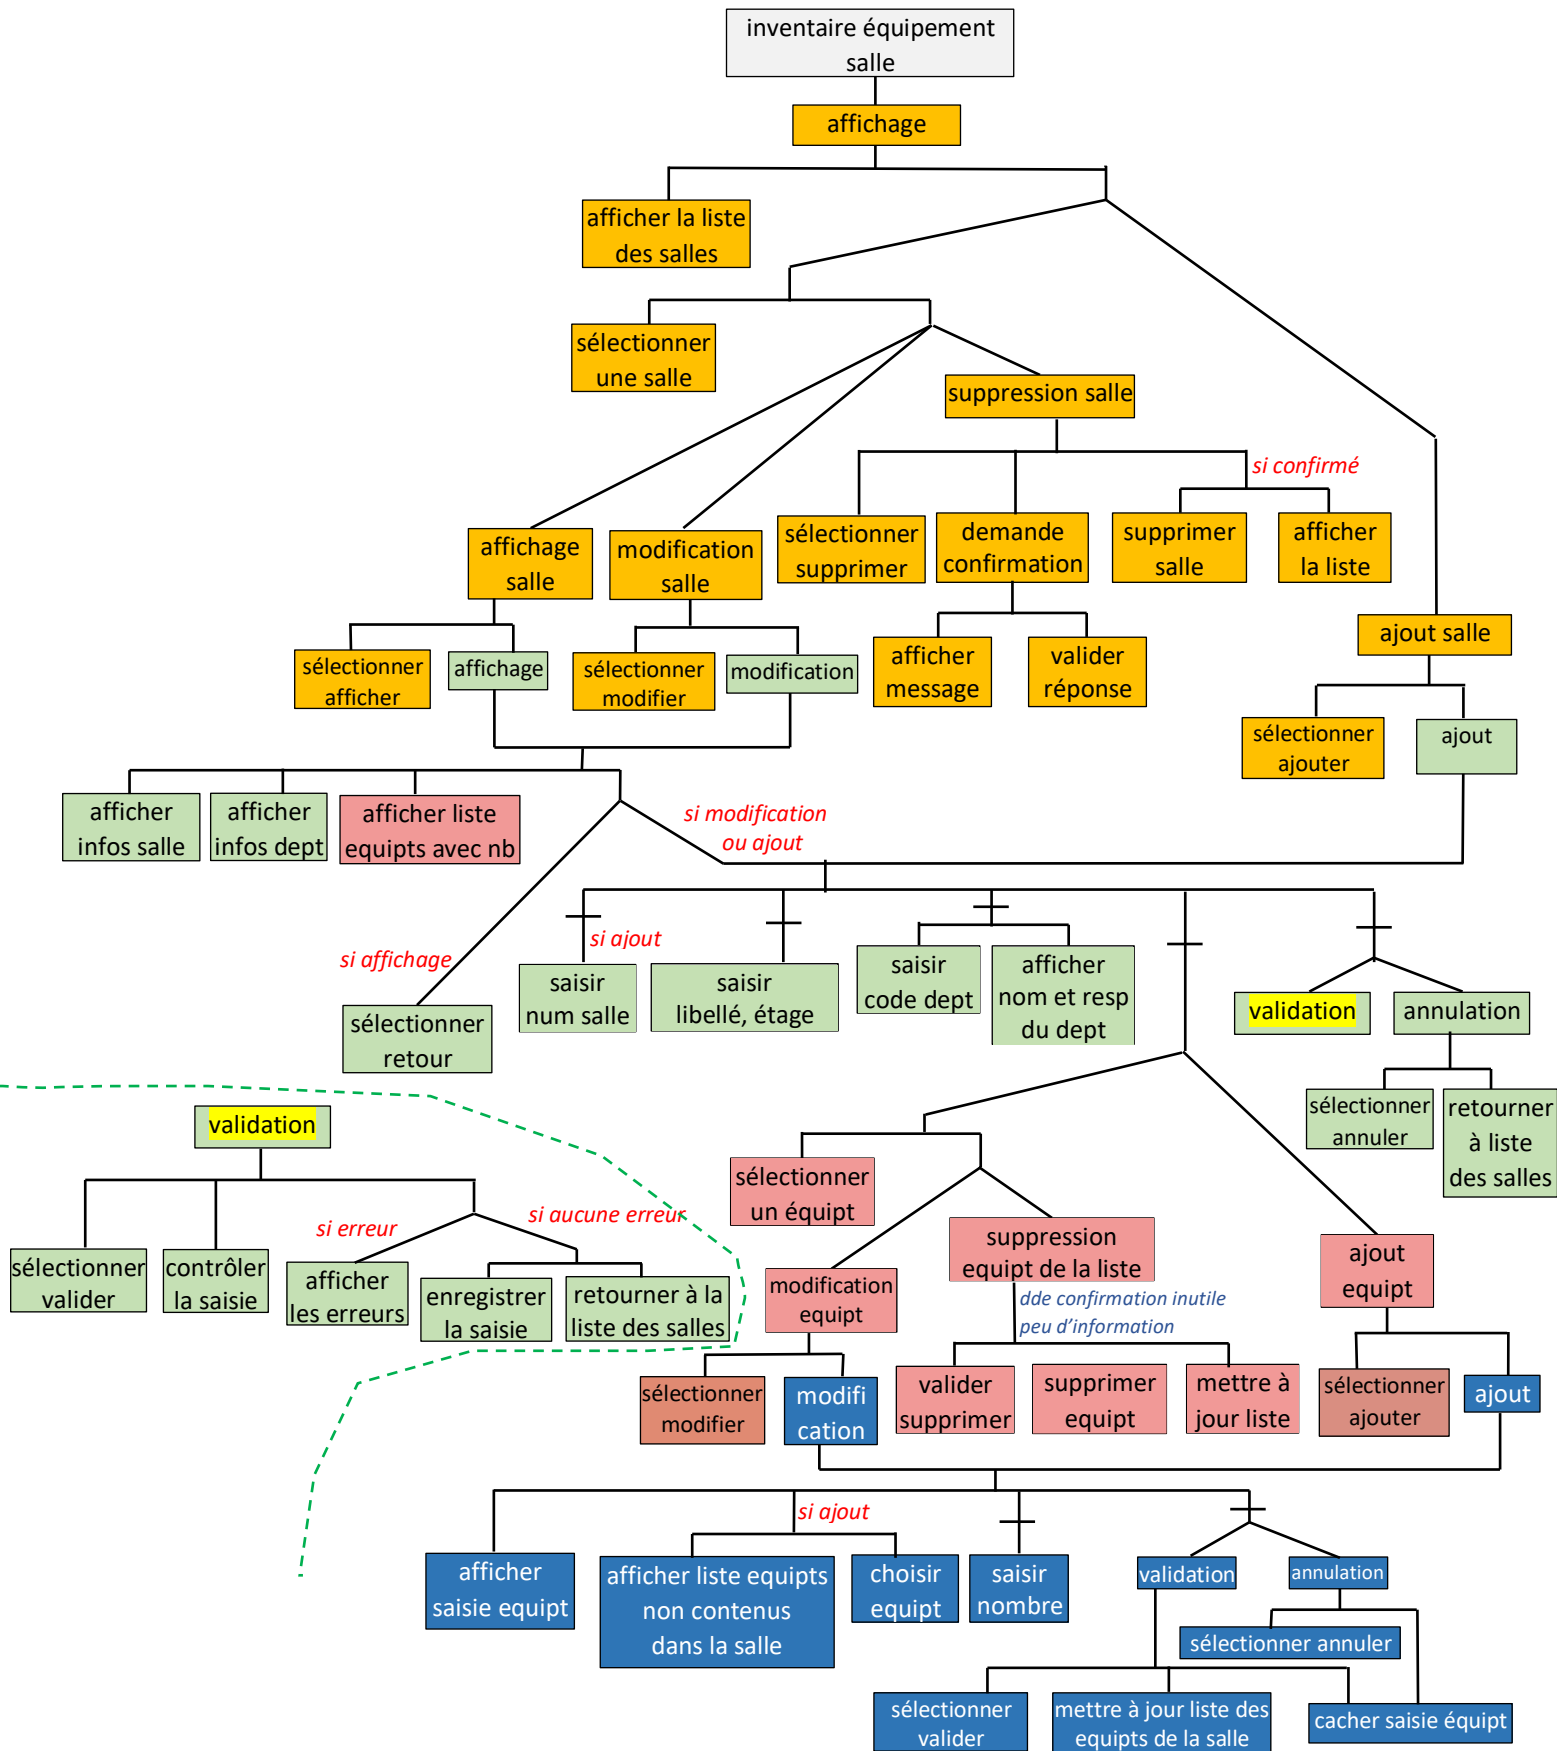 inventaire équipement
salle
affichage
afficher la liste
des salles
sélectionner
une salle
suppression salle
si confirmé
affichage
salle
modification
salle
sélectionner
supprimer
demande
confirmation
supprimer
salle
afficher
la liste
ajout salle
sélectionner
afficher
affichage
sélectionner
modifier
modification
afficher
message
valider
réponse
sélectionner
ajouter
ajout
afficher
infos salle
afficher
infos dept
afficher liste
equipts avec nb
si modification
ou ajout
si affichage
si ajout
sélectionner
retour
saisir
num salle
saisir
libellé, étage
saisir
code dept
afficher
nom et resp
du dept
validation
annulation
sélectionner
annuler
retourner
à liste
des salles
validation
si erreur
si aucune erreur
sélectionner
valider
contrôler
la saisie
afficher
les erreurs
enregistrer
la saisie
retourner à la
liste des salles
sélectionner
un équipt
modification
equipt
suppression
equipt de la liste
dde confirmation inutile
peu d'information
ajout
equipt
sélectionner
modifier
modifi
cation
valider
supprimer
supprimer
equipt
mettre à
jour liste
sélectionner
ajouter
ajout
si ajout
afficher
saisie equipt
afficher liste equipts
non contenus
dans la salle
choisir
equipt
saisir
nombre
validation
annulation
sélectionner annuler
sélectionner
valider
mettre à jour liste des
equipts de la salle
cacher saisie équipt